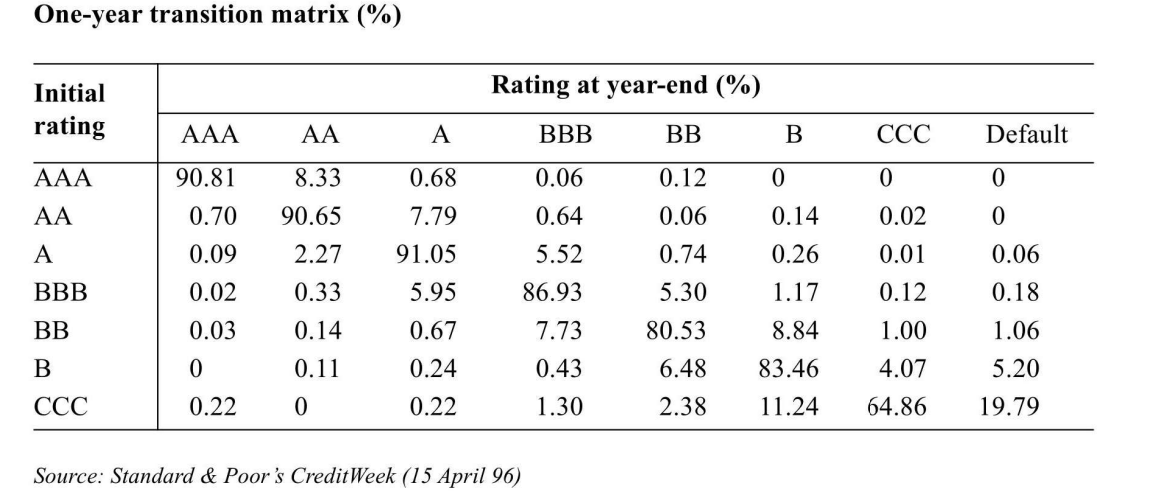 One-year transition matrix (%)
Initial rating Rating at year-end (%)
AAA AA A BBB BB B CCC Default
AAA 90.81 8.33 0.68 0.06 0.12 0 0 0
AA 0.70 90.65 7.79 0.64 0.06 0.14 0.02 0
A 0.09 2.27 91.05 5.52 0.74 0.26 0.01 0.06
BBB 0.02 0.33 5.95 86.93 5.30 1.17 0.12 0.18
BB 0.03 0.14 0.67 7.73 80.53 8.84 1.00 1.06
B 0 0.11 0.24 0.43 6.48 83.46 4.07 5.20
CCC 0.22 0 0.22 1.30 2.38 11.24 64.86 19.79
Source: Standard & Poor's CreditWeek (15 April 96)